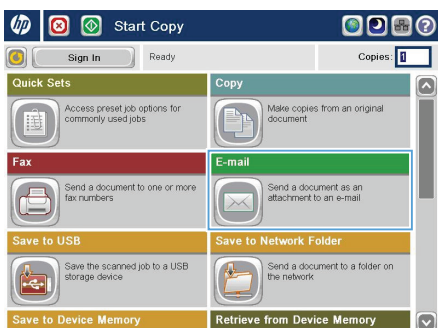 hp
Start Copy
?
Sign In
Ready
Copies: 1
Quick Sets
Access preset job options for
commonly used jobs
Copy
Make copies from an original
document
Fax
Send a document to one or more
fax numbers
E-mail
Send a document as an
attachment to an e-mail
Save to USB
Save the scanned job to a USB
storage device
Save to Network Folder
Send a document to a folder on
the network
Save to Device Memory
Retrieve from Device Memory